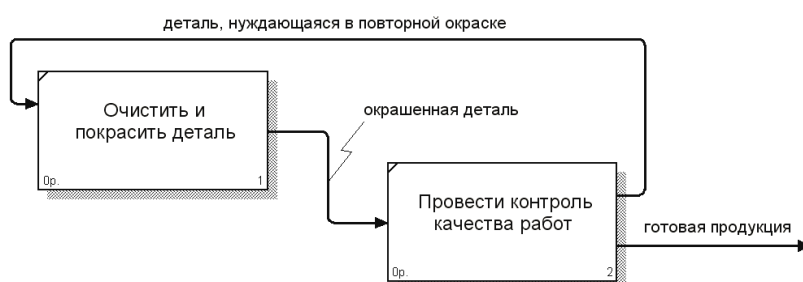 деталь, нуждающаяся в повторной окраске
Очистить и
покрасить деталь
0р.
1
окрашенная деталь
Провести контроль
качества работ
0р.
2
готовая продукция